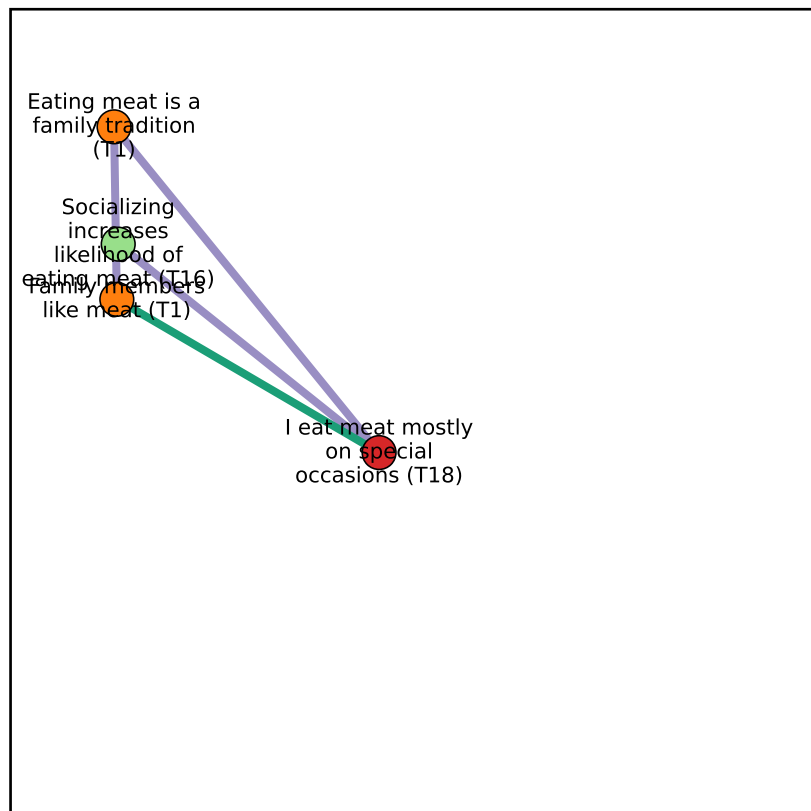 Eating meat is a
family tradition
(T1)
Socializing
increases
likelihood of
eating meat (T16)
Family members
like meat (T1)
I eat meat mostly
on special
occasions (T18)